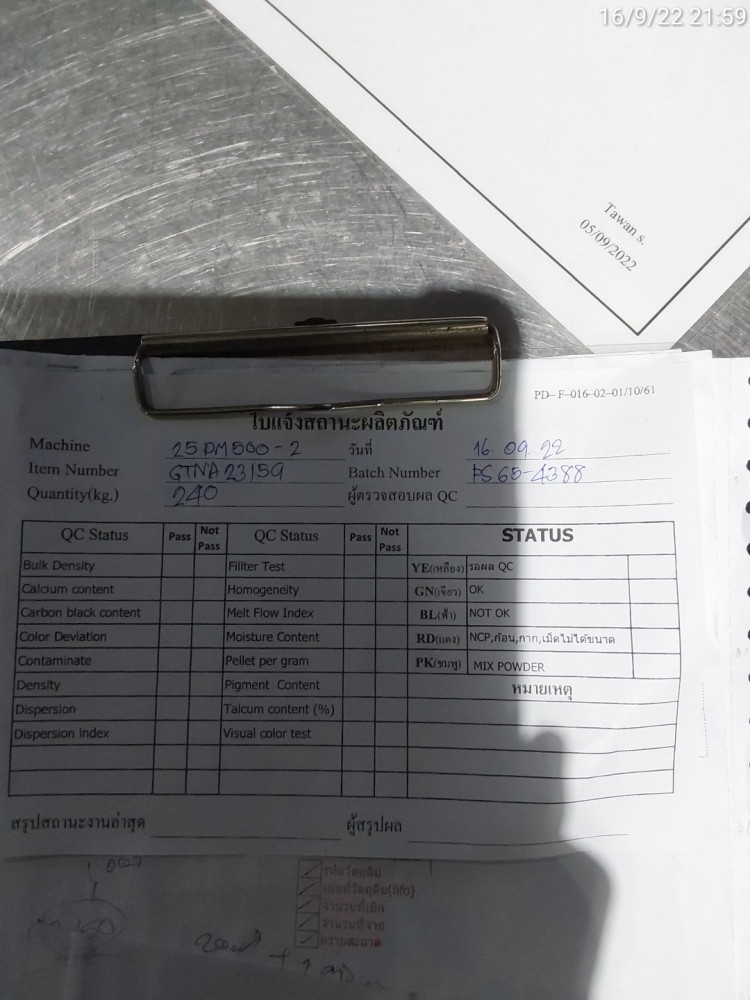 16/9/22 21:59
Tawan s.
05/09/2022
PD-F-016-02-01/10/61
ใบแจ้งสถานะผลิตภัณฑ์
Machine 25PM500-2 วันที่ 16.09.22
Item Number GTNA23159 Batch Number FS65-4388
Quantity(kg.) 240 ผู้ตรวจสอบผล QC
QC Status Pass Not Pass QC Status Pass Not Pass STATUS
Bulk Density Fillter Test YE(เหลือง) รอผล QC
Calcium content Homogeneity GN(เขียว) OK
Carbon black content Melt Flow Index BL(ฟ้า) NOT OK
Color Deviation Moisture Content RD(แดง) NCP,ก้อน,กาก,เม็ดไม่ได้ขนาด
Contaminate Pellet per gram PK(ชมพู) MIX POWDER
Density Pigment Content หมายเหตุ
Dispersion Talcum content (%)
Dispersion index Visual color test
สรุปสถานะงานล่าสุด ผู้สรุปผล
รหัสวัตถุดิบ
เลขที่วัตถุดิบ(fifo)
จำนวนที่เบิก
จำนวนที่จ่าย
ความสะอาด